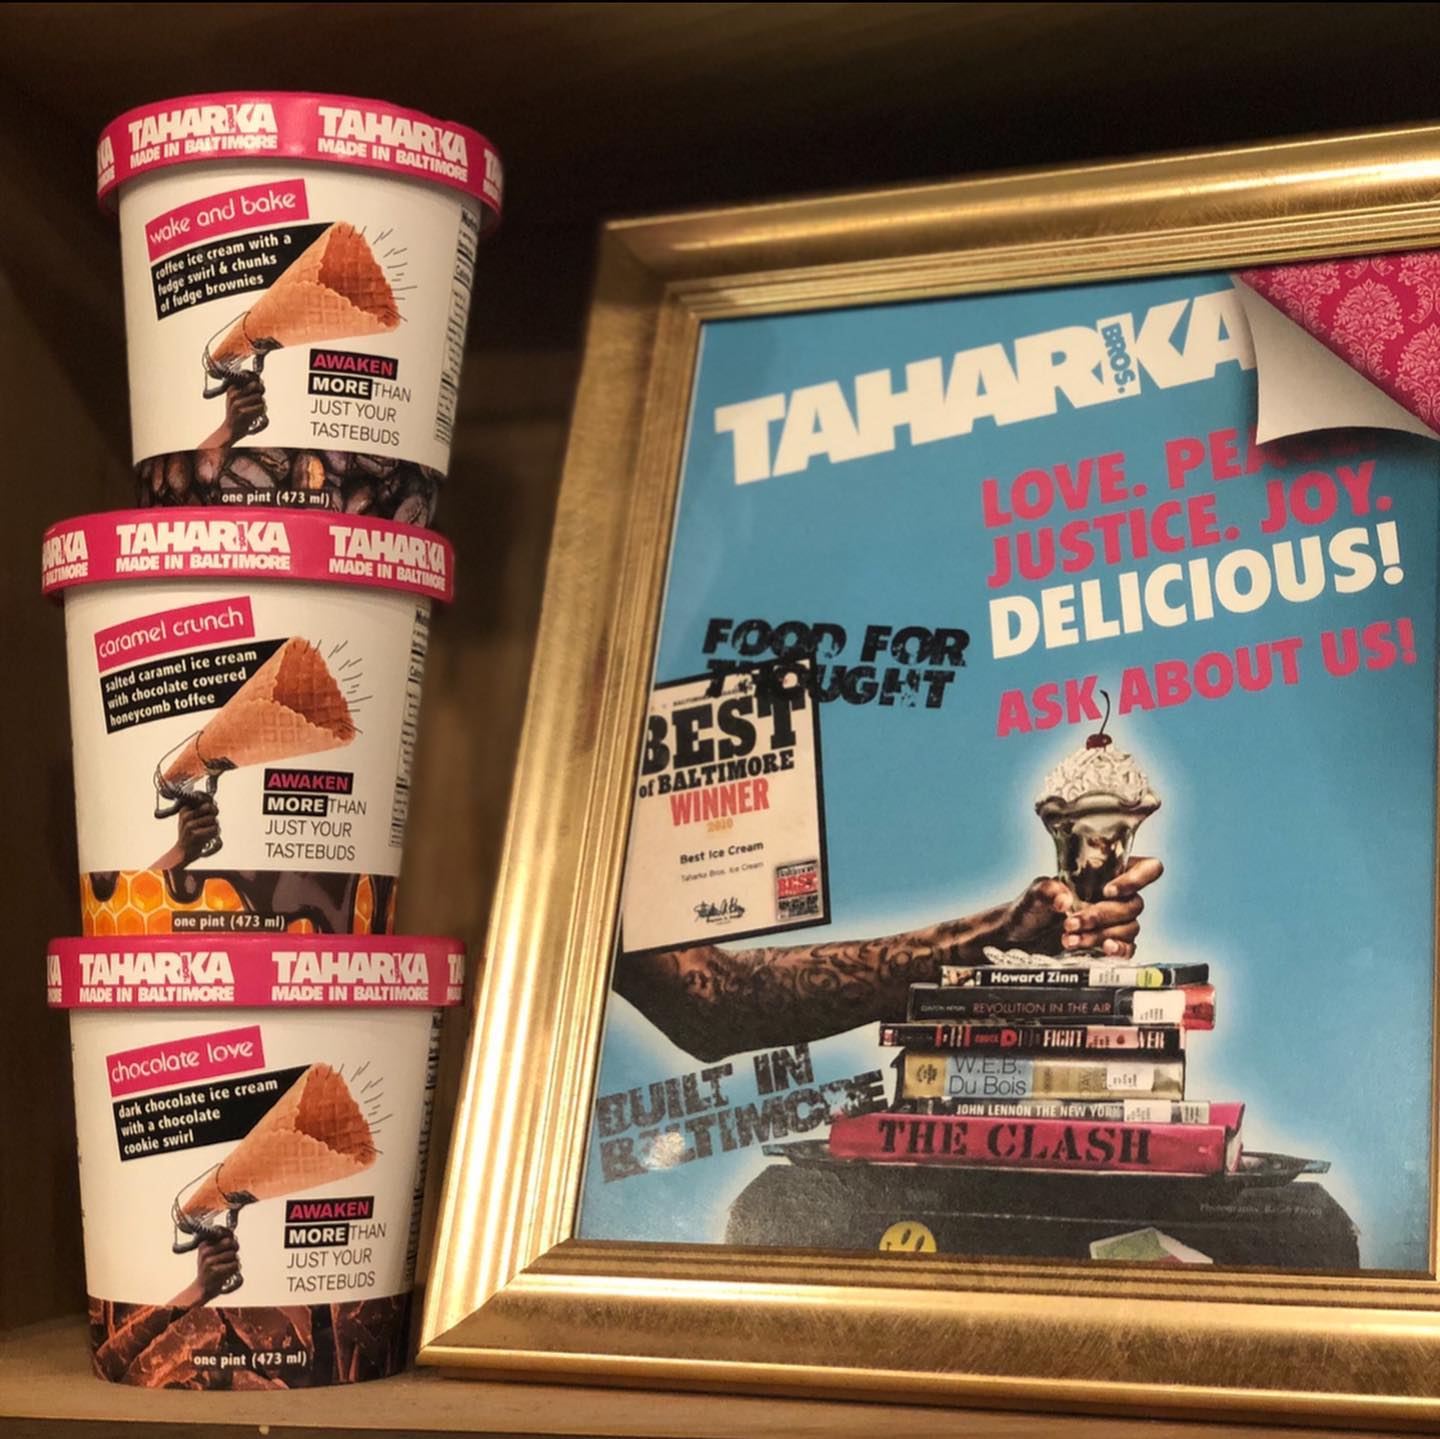 TAHARKA TAHARKA
MADE IN BALTIMORE MADE IN BALTIMORE
wake and bake
coffee ice cream with a
fudge swirl & chunks
of fudge brownies
AWAKEN
MORE THAN
JUST YOUR
TASTEBUDS
one pint (473 ml)
TAHARKA TAHARKA
MADE IN BALTIMORE MADE IN BALTIMORE
caramel crunch
salted caramel ice cream
with chocolate covered
honeycomb toffee
AWAKEN
MORE THAN
JUST YOUR
TASTEBUDS
one pint (473 ml)
TAHARKA TAHARKA
MADE IN BALTIMORE MADE IN BALTIMORE
chocolate love
dark chocolate ice cream
with a chocolate
cookie swirl
AWAKEN
MORE THAN
JUST YOUR
TASTEBUDS
one pint (473 ml)
TAHARKA
BROS.
LOVE. PEA
JUSTICE. JOY.
DELICIOUS!
ASK ABOUT US!
FOOD FOR
THOUGHT
BEST
of BALTIMORE
WINNER
Best Ice Cream
Taharka Bros. Ice Cream
BEST
Howard Zinn
REVOLUTION IN THE AIR
FIGHT
W.E.B.
Du Bois
JOHN LENNON THE NEW YORK
THE CLASH
BUILT IN
BALTIMORE